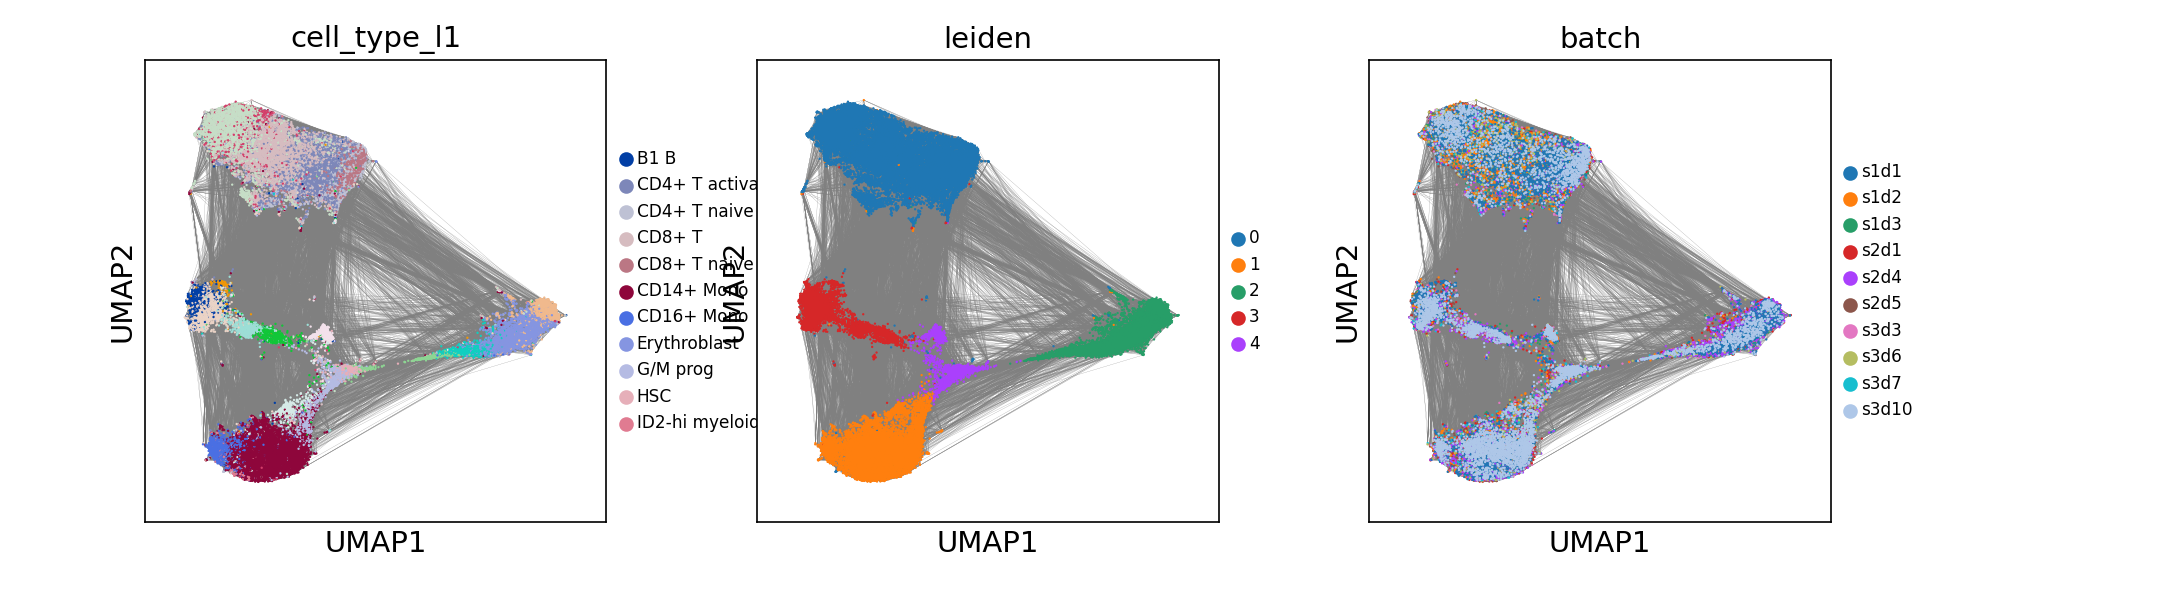 cell_type_l1
UMAP2
UMAP1
B1 B
CD4+ T activa
CD4+ T naive
CD8+ T
CD8+ T naive
CD14+ Mono
CD16+ Mono
Erythroblast
G/M prog
HSC
ID2-hi myeloid
leiden
UMAP2
UMAP1
0
1
2
3
4
batch
UMAP2
UMAP1
s1d1
s1d2
s1d3
s2d1
s2d4
s2d5
s3d3
s3d6
s3d7
s3d10